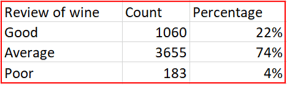 Review of wine Count Percentage
Good 1060 22%
Average 3655 74%
Poor 183 4%